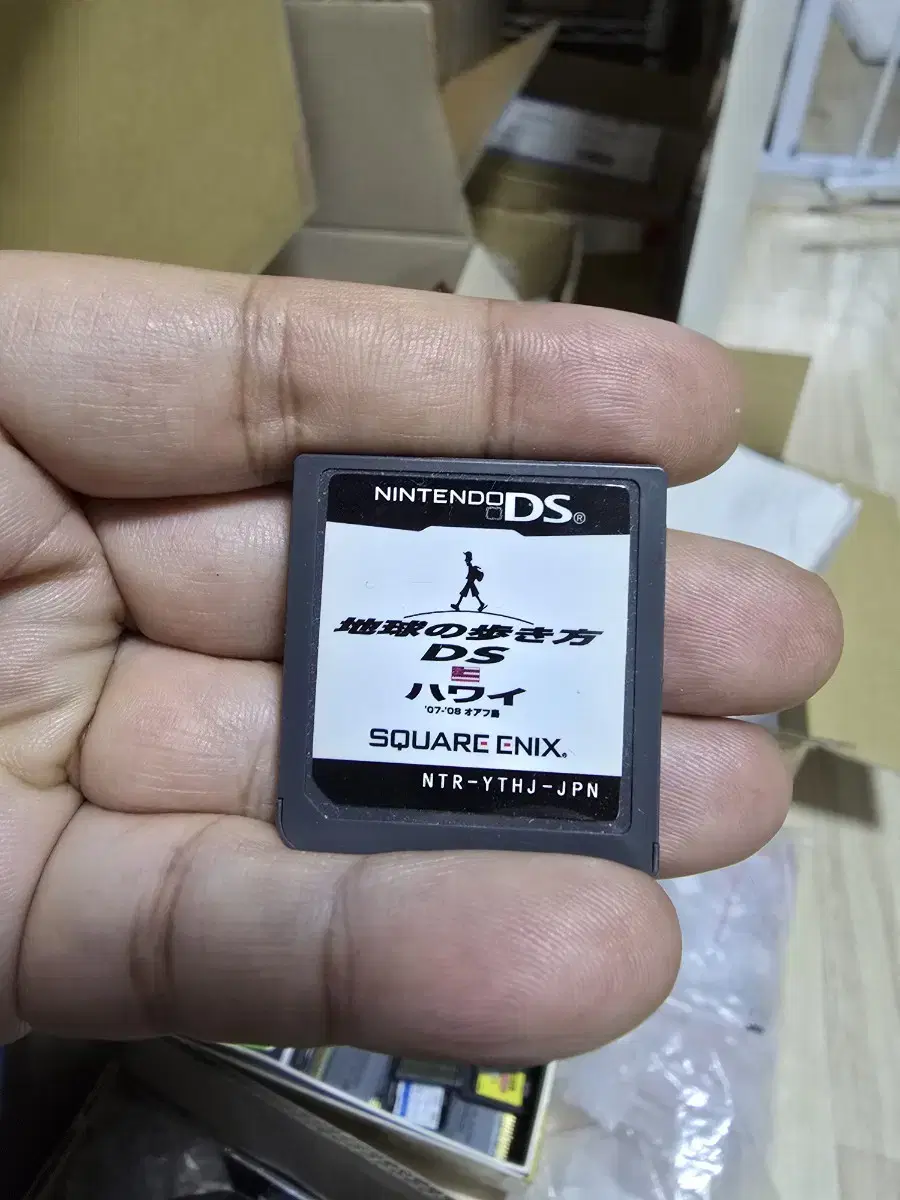 NINTENDO DS®
地球の歩き方
DS
ハワイ
'07-'08 オアフ島
SQUARE ENIX.
NTR-YTHJ-JPN